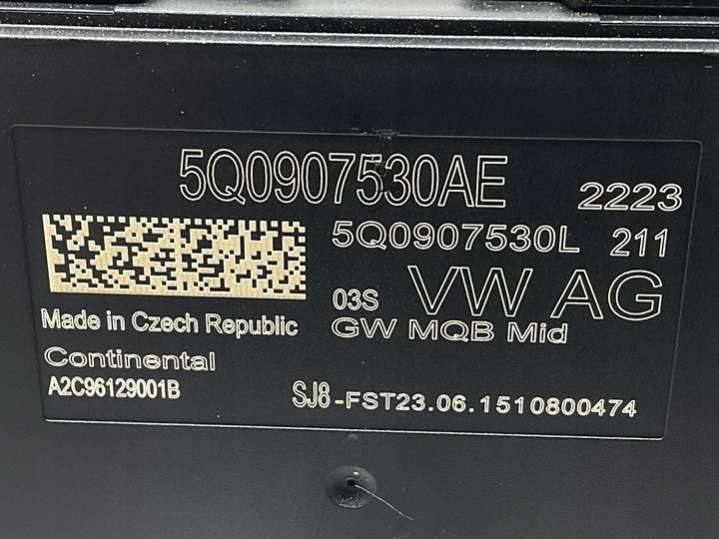 5Q0907530AE 2223
5Q0907530L 211
03S VW AG
Made in Czech Republic GW MQB Mid
Continental
A2C96129001B SJ8-FST23.06.1510800474